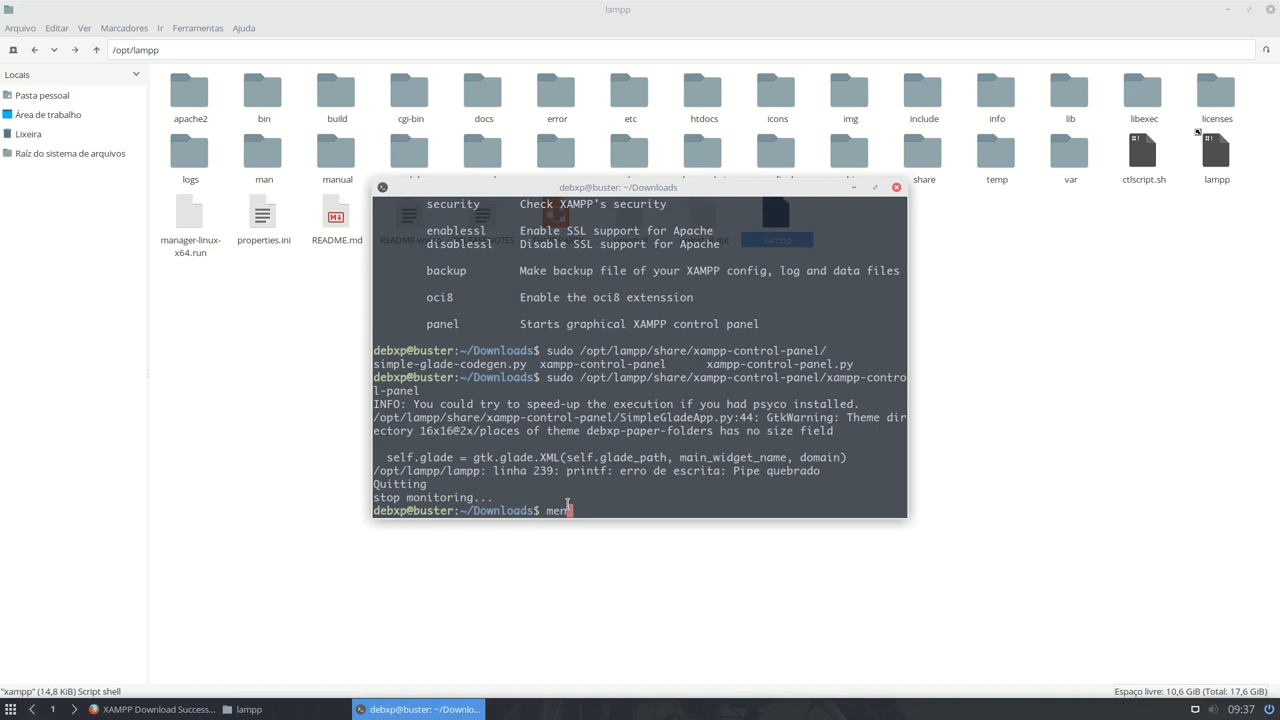 lampp
Arquivo Editar Ver Marcadores Ir Ferramentas Ajuda
/opt/lampp
Locais
Pasta pessoal
Área de trabalho
Lixeira
Raíz do sistema de arquivos
apache2 bin build cgi-bin docs error etc htdocs icons img include info lib libexec licenses
logs man manual share temp var ctlscript.sh lampp
manager-linux-x64.run properties.ini README.md xampp
debxp@buster: ~/Downloads
security Check XAMPP's security
enablessl Enable SSL support for Apache
disablessl Disable SSL support for Apache
backup Make backup file of your XAMPP config, log and data files
oci8 Enable the oci8 extenssion
panel Starts graphical XAMPP control panel
debxp@buster:~/Downloads$ sudo /opt/lampp/share/xampp-control-panel/
simple-glade-codegen.py xampp-control-panel xampp-control-panel.py
debxp@buster:~/Downloads$ sudo /opt/lampp/share/xampp-control-panel/xampp-contro
l-panel
INFO: You could try to speed-up the execution if you had psyco installed.
/opt/lampp/share/xampp-control-panel/SimpleGladeApp.py:44: GtkWarning: Theme dir
ectory 16x16@2x/places of theme debxp-paper-folders has no size field
self.glade = gtk.glade.XML(self.glade_path, main_widget_name, domain)
/opt/lampp/lampp: linha 239: printf: erro de escrita: Pipe quebrado
Quitting
stop monitoring...
debxp@buster:~/Downloads$ men
"xampp" (14,8 KiB) Script shell
Espaço livre: 10,6 GiB (Total: 17,6 GiB)
1 XAMPP Download Success... lampp debxp@buster: ~/Downlo... 09:37